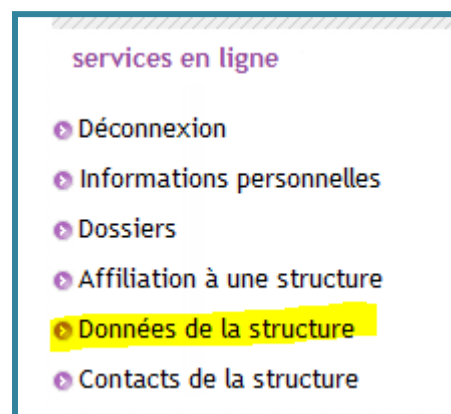 services en ligne
Déconnexion
Informations personnelles
Dossiers
Affiliation à une structure
Données de la structure
Contacts de la structure